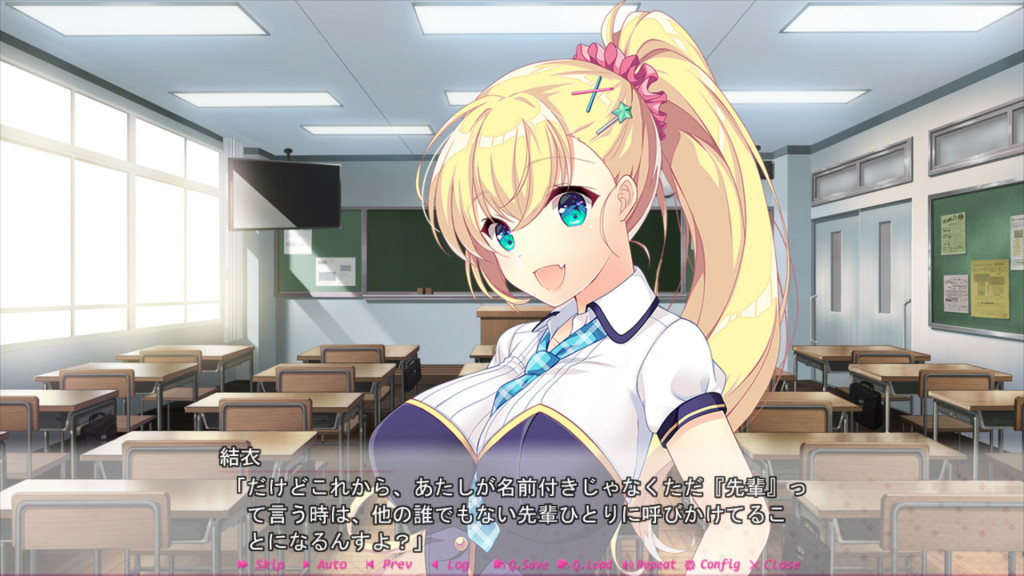 結衣
「だけどこれから、あたしが名前付きじゃなくただ『先輩』っ
て言う時は、他の誰でもない先輩ひとりに呼びかけてるこ
とになるんすよ？」
Skip Auto Prev Log Q.Save Q.Load Repeat Config Close